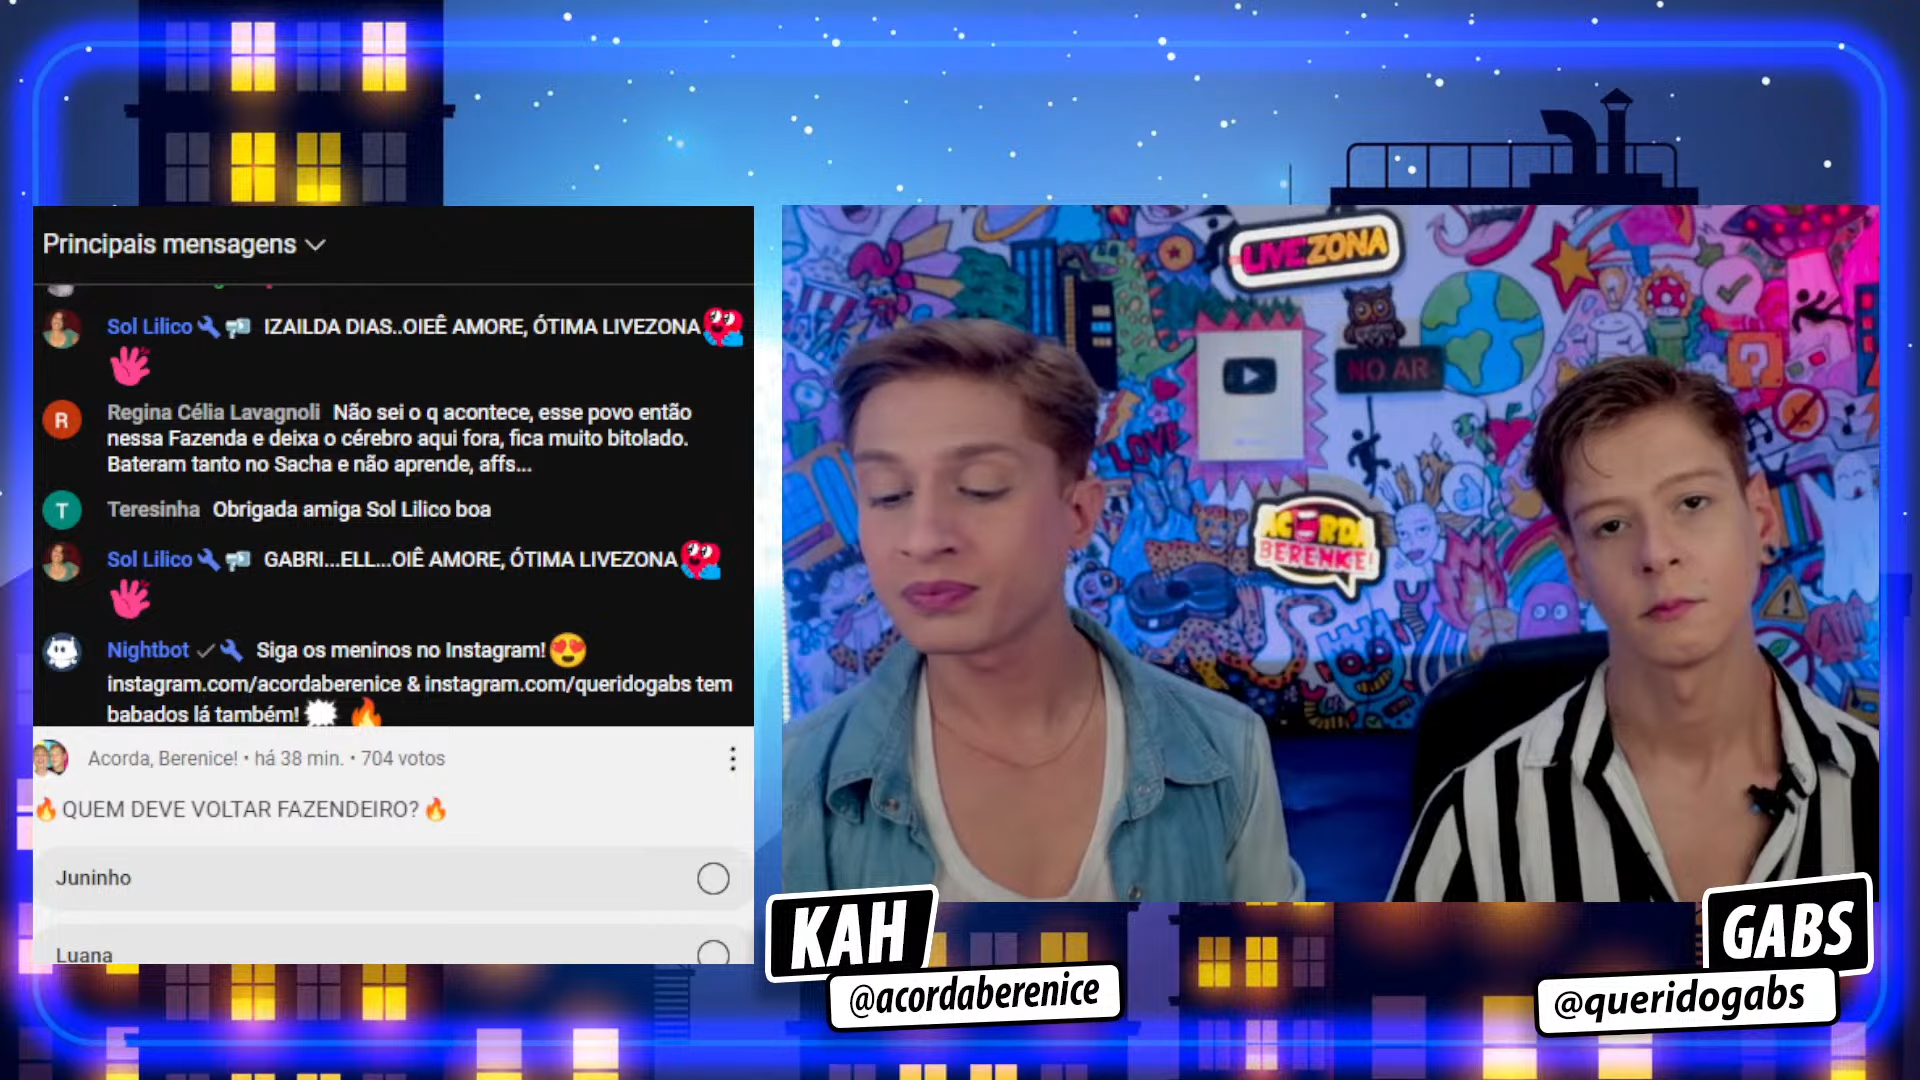 Principais mensagens
Sol Lilico IZAILDA DIAS..OIEÊ AMORE, ÓTIMA LIVEZONA
Regina Célia Lavagnoli Não sei o q acontece, esse povo então
nessa Fazenda e deixa o cérebro aqui fora, fica muito bitolado.
Bateram tanto no Sacha e não aprende, affs...
Teresinha Obrigada amiga Sol Lilico boa
Sol Lilico GABRI...ELL...OIÊ AMORE, ÓTIMA LIVEZONA
Nightbot Siga os meninos no Instagram!
instagram.com/acordaberenice & instagram.com/queridogabs tem
babados lá também!
Acorda, Berenice! • há 38 min. • 704 votos
QUEM DEVE VOLTAR FAZENDEIRO?
Juninho
Luana
R
T
LIVEZONA
NO AR
LOVE
ACORDA
BERENICE!
KAH
@acordaberenice
GABS
@queridogabs